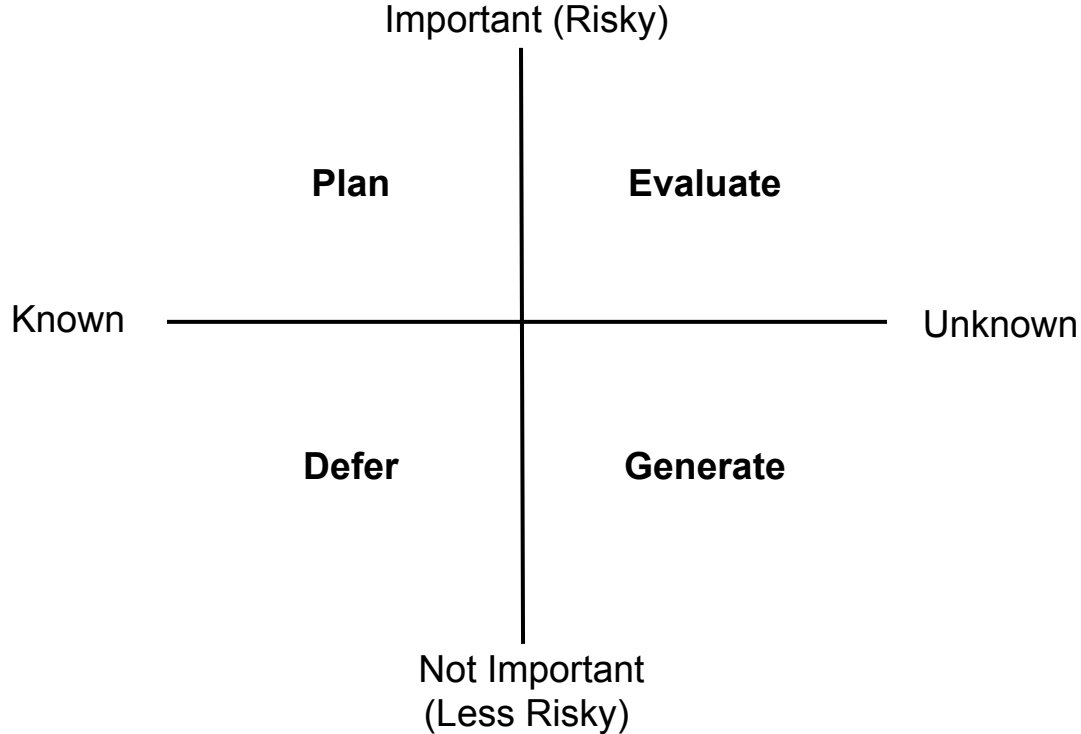 Important (Risky)
Plan
Evaluate
Known
Unknown
Defer
Generate
Not Important
(Less Risky)